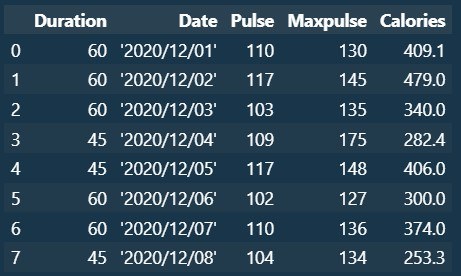 Duration Date Pulse Maxpulse Calories
0 60 '2020/12/01' 110 130 409.1
1 60 '2020/12/02' 117 145 479.0
2 60 '2020/12/03' 103 135 340.0
3 45 '2020/12/04' 109 175 282.4
4 45 '2020/12/05' 117 148 406.0
5 60 '2020/12/06' 102 127 300.0
6 60 '2020/12/07' 110 136 374.0
7 45 '2020/12/08' 104 134 253.3